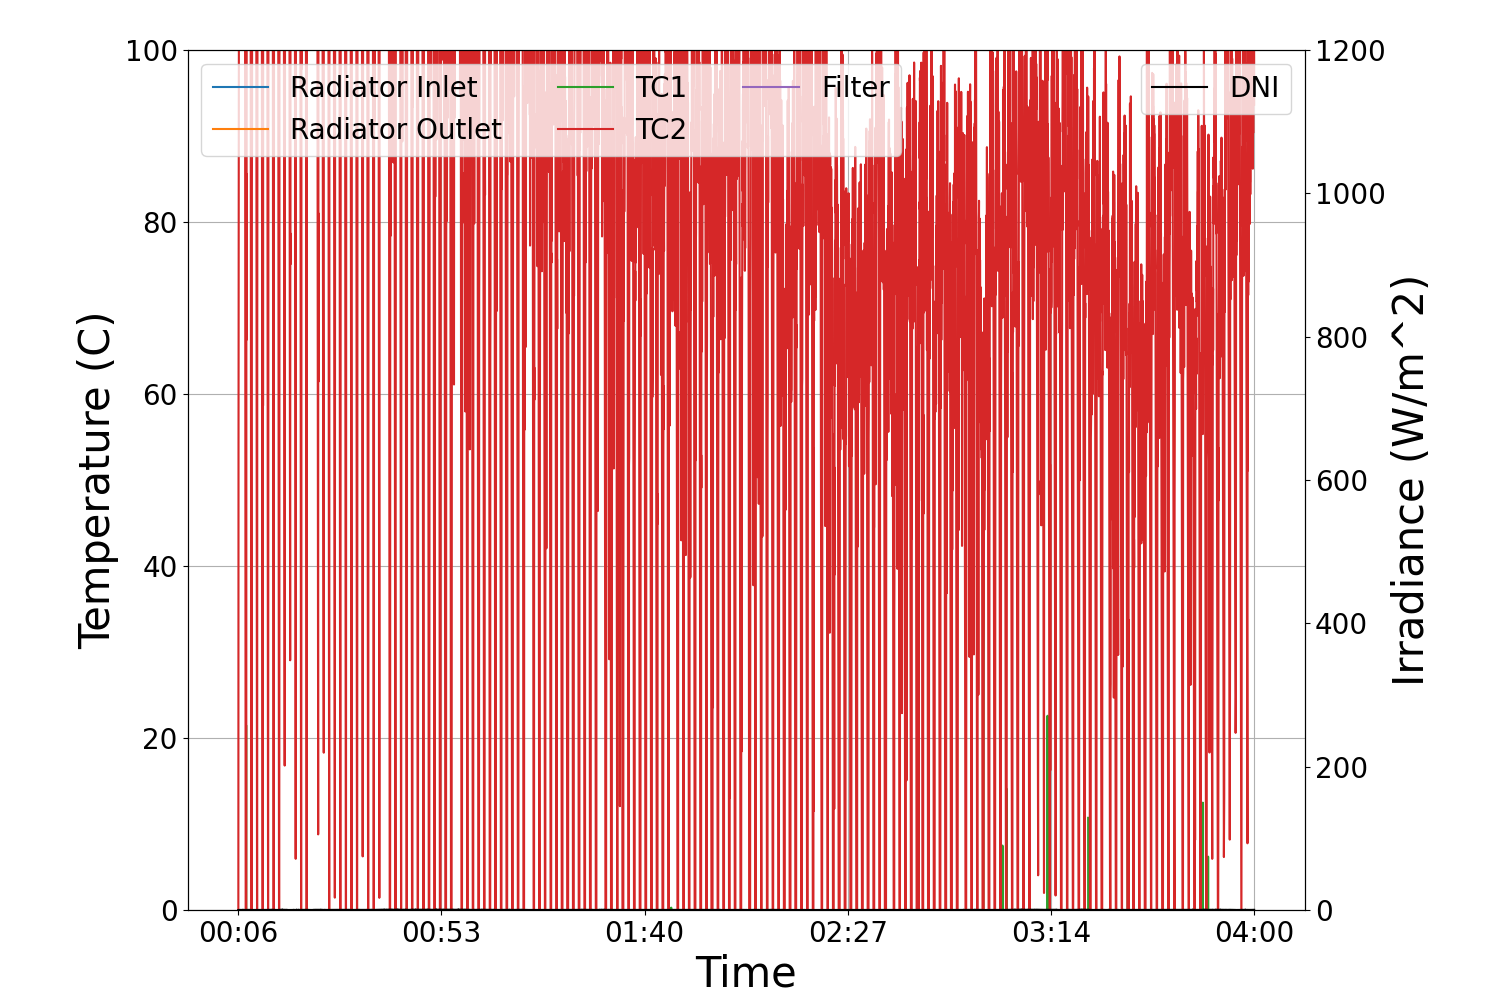 Radiator Inlet
Radiator Outlet
TC1
TC2
Filter
DNI
100
80
60
40
20
0
Temperature (C)
1200
1000
800
600
400
200
0
Irradiance (W/m^2)
00:06 00:53 01:40 02:27 03:14 04:00
Time